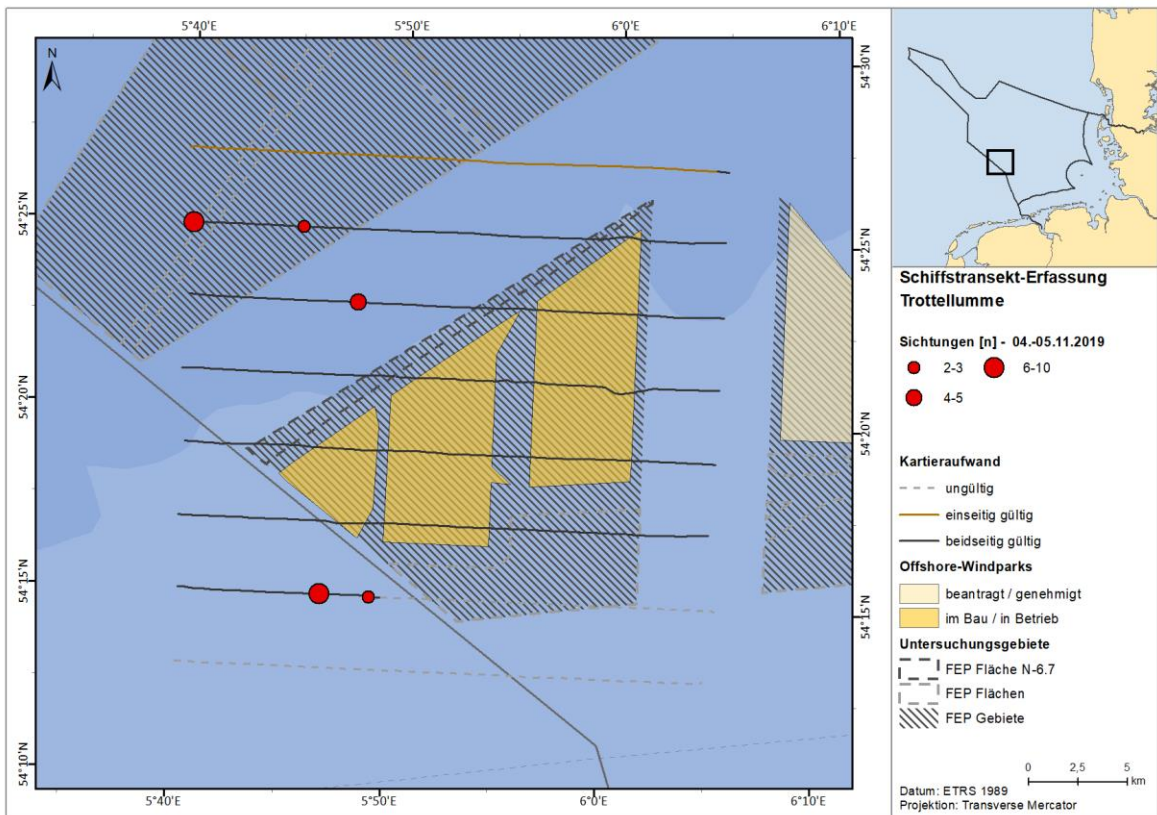 5°40'E
5°50'E
6°0'E
6°10'E
N
54°30'N
54°25'N
54°25'N
54°20'N
54°20'N
54°15'N
54°15'N
54°10'N
5°40'E
5°50'E
6°0'E
6°10'E
Schiffstransekt-Erfassung
Trottellumme
Sichtungen [n] - 04.-05.11.2019
2-3
6-10
4-5
Kartieraufwand
ungültig
einseitig gültig
beidseitig gültig
Offshore-Windparks
beantragt / genehmigt
im Bau / in Betrieb
Untersuchungsgebiete
FEP Fläche N-6.7
FEP Flächen
FEP Gebiete
0 2,5 5
km
Datum: ETRS 1989
Projektion: Transverse Mercator